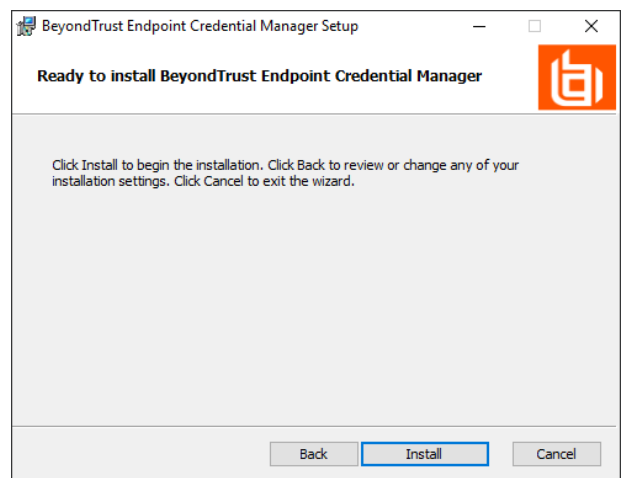 BeyondTrust Endpoint Credential Manager Setup
Ready to install BeyondTrust Endpoint Credential Manager
Click Install to begin the installation. Click Back to review or change any of your
installation settings. Click Cancel to exit the wizard.
Back Install Cancel